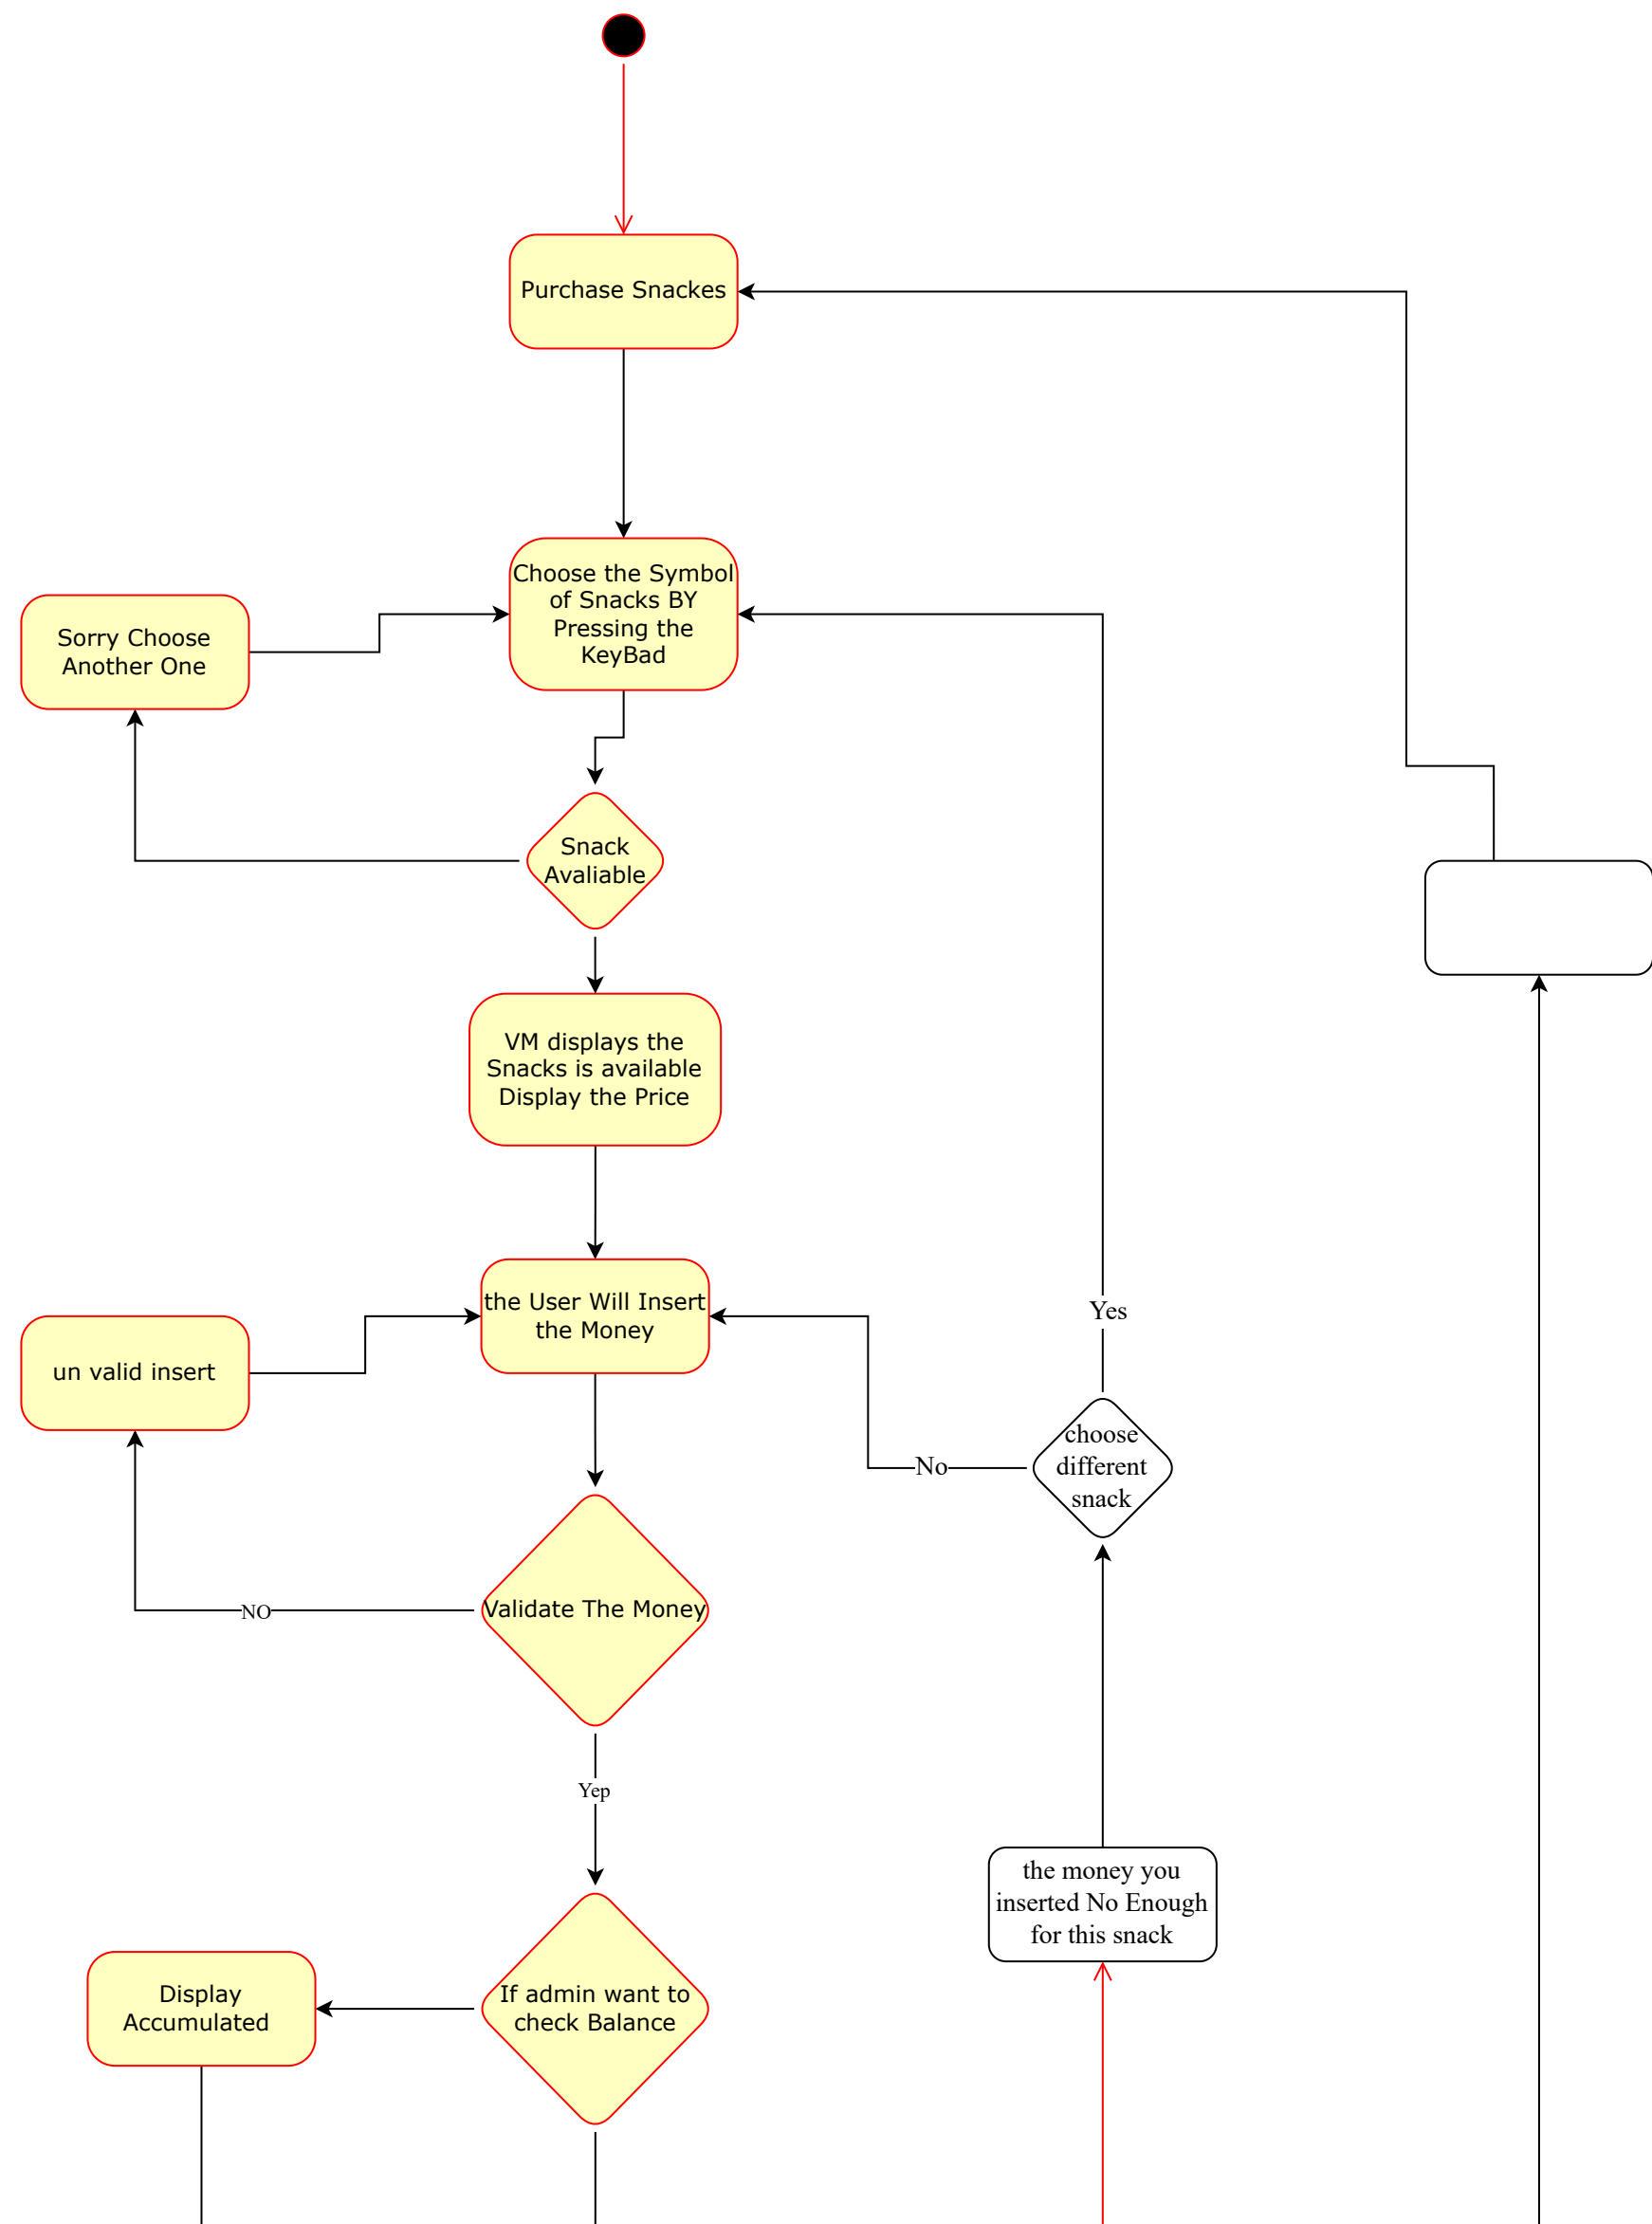 Purchase Snackes
Choose the Symbol
of Snacks BY
Pressing the
KeyBad
Sorry Choose
Another One
Snack
Avaliable
VM displays the
Snacks is available
Display the Price
the User Will Insert
the Money
Yes
un valid insert
choose
different
snack
No
Validate The Money
NO
Yep
the money you
inserted No Enough
for this snack
Display
Accumulated
If admin want to
check Balance